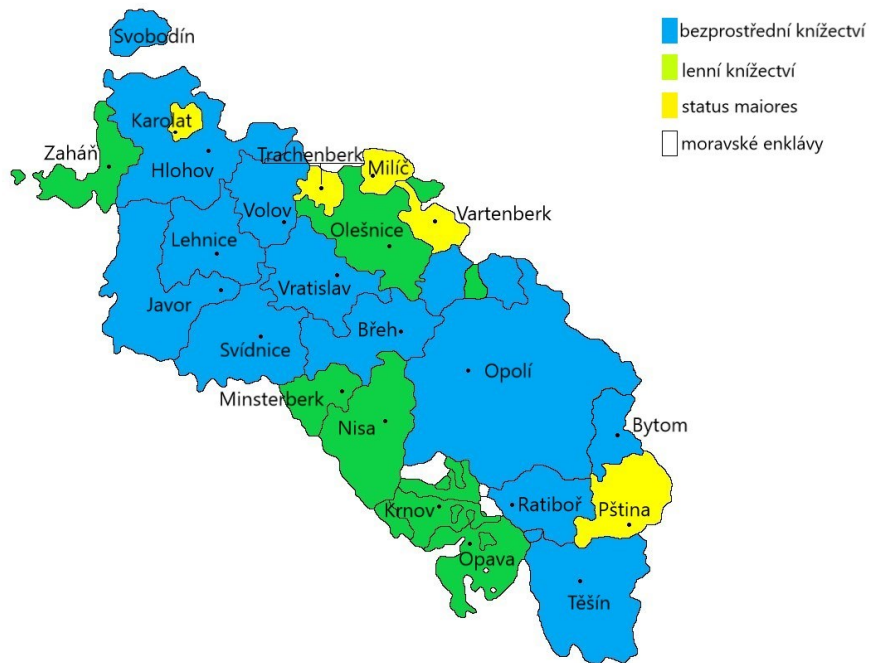 Svobodín
bezprostřední knížectví
lenní knížectví
status maiores
moravské enklávy
Karolat
Zaháň
Hlohov
Trachenberk
Milíč
Volov
Vartenberk
Olešnice
Lehnice
Vratislav
Javor
Břeh
Svídnice
Opolí
Minsterberk
Nisa
Bytom
Krnov
Ratiboř
Pština
Opava
Těšín